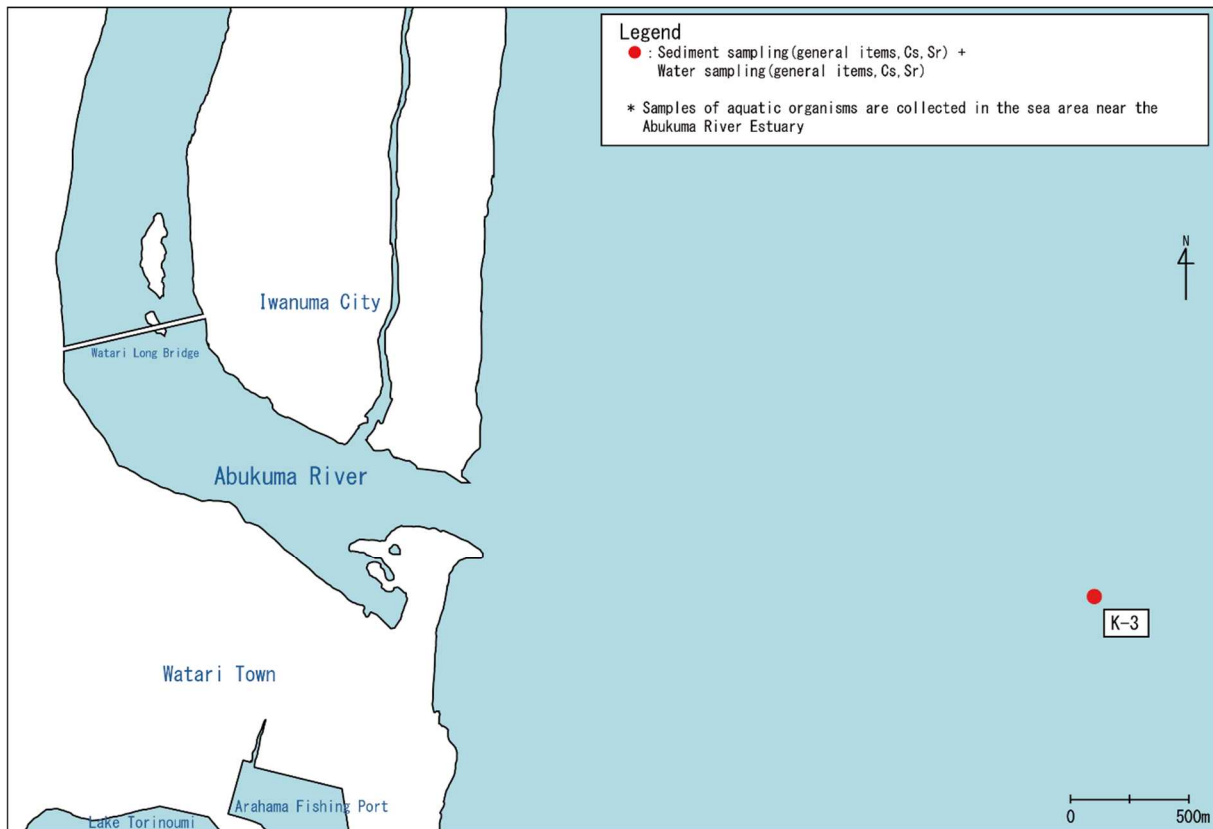 Legend
● : Sediment sampling(general items,Cs,Sr) +
Water sampling(general items,Cs,Sr)
* Samples of aquatic organisms are collected in the sea area near the
Abukuma River Estuary
N
Iwanuma City
Watari Long Bridge
Abukuma River
K-3
Watari Town
Arahama Fishing Port
Lake Torinoumi
0 500m